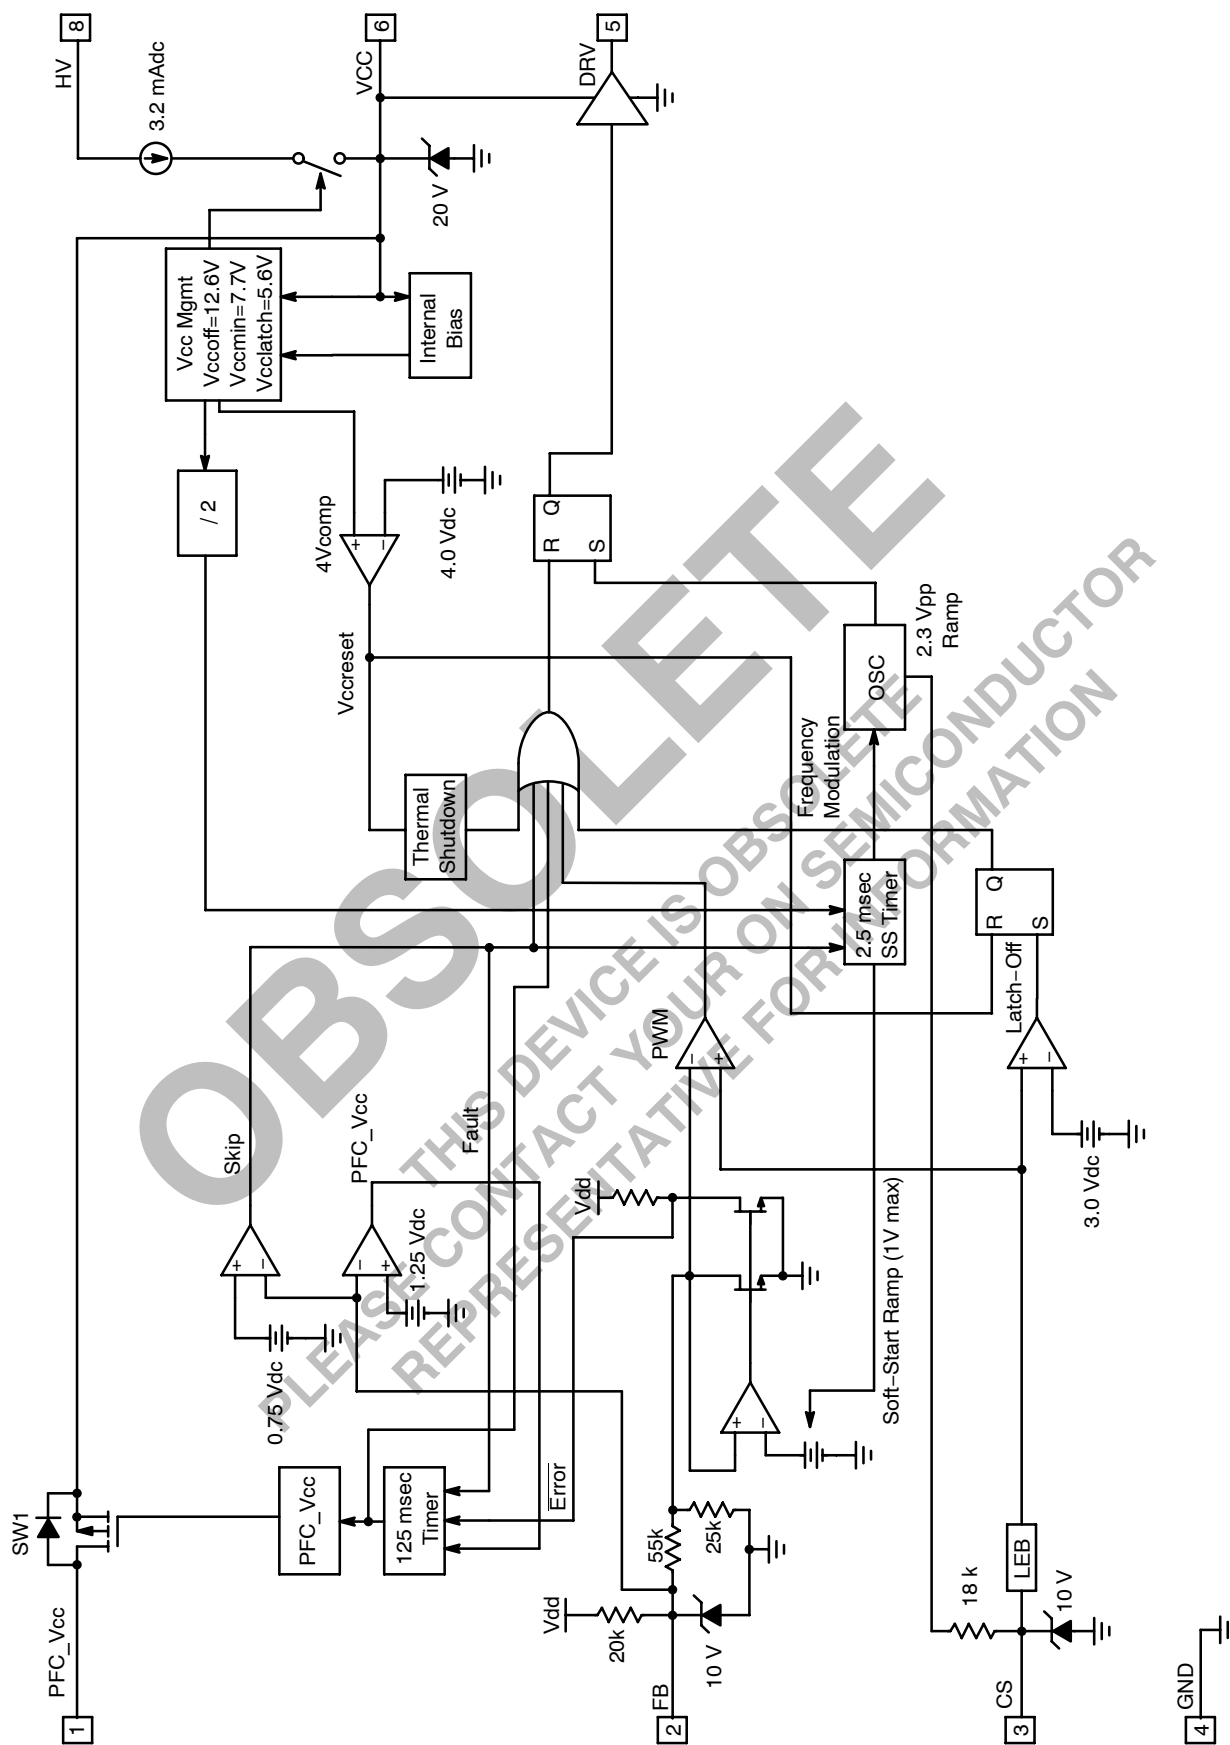 SW1
PFC_Vcc
1
PFC_Vcc
125 msec
Timer
Error
Vdd
20k
55k
25k
10 V
FB
2
CS
3
18 k
LEB
10 V
GND
4
Skip
+
−
0.75 Vdc
PFC_Vcc
−
+
1.25 Vdc
Fault
Vdd
PWM
−
+
+
−
Soft−Start Ramp (1V max)
Latch−Off
+
−
3.0 Vdc
R
Q
S
2.5 msec
SS Timer
Frequency
Modulation
OSC
2.3 Vpp
Ramp
Thermal
Shutdown
Vccreset
4Vcomp
+
−
4.0 Vdc
/ 2
R
Q
S
Vcc Mgmt
Vccoff=12.6V
Vccmin=7.7V
Vcclatch=5.6V
Internal
Bias
20 V
3.2 mAdc
HV
8
VCC
6
DRV
5
OBSOLETE
THIS DEVICE IS OBSOLETE
PLEASE CONTACT YOUR ON SEMICONDUCTOR
REPRESENTATIVE FOR INFORMATION